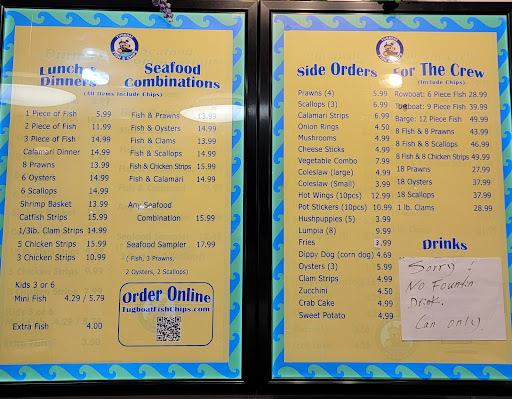 Lunch &
Dinners
Seafood
Combinations
(All Items Include Chips)
1 Piece of Fish 5.99
2 Piece of Fish 11.99
3 Piece of Fish 14.99
Calamari Dinner 14.99
8 Prawns 13.99
6 Oysters 14.99
6 Scallops 14.99
Shrimp Basket 13.99
Catfish Strips 15.99
1/3lb. Clam Strips 14.99
5 Chicken Strips 15.99
3 Chicken Strips 10.99
Kids 3 or 6
Mini Fish 4.29 / 5.79
Extra Fish 4.00
Fish & Prawns 13.99
Fish & Oysters 14.99
Fish & Clams 13.99
Fish & Scallops 14.99
Fish & Chicken Strips 15.99
Fish & Calamari 14.99
Any Seafood
Combination 15.99
Seafood Sampler 17.99
( Fish, 3 Prawns,
2 Oysters, 2 Scallops)
Order Online
TugboatFishChips.com
Side Orders
Prawns (4) 5.99
Scallops (3) 6.99
Calamari Strips 6.99
Onion Rings 4.50
Mushrooms 4.99
Cheese Sticks 4.99
Vegetable Combo 7.99
Coleslaw (large) 4.99
Coleslaw (Small) 3.99
Hot Wings (10pcs) 12.99
Pot Stickers (10pcs) 10.99
Hushpuppies (5) 3.99
Lumpia (8) 9.99
Fries 3.99
Dippy Dog (corn dog) 4.69
Oysters (3) 5.99
Clam Strips 4.99
Zucchini 4.50
Crab Cake 4.99
Sweet Potato 4.99
For The Crew
(Include Chips)
Rowboat: 6 Piece Fish 28.99
Tugboat: 9 Piece Fish 39.99
Barge: 12 Piece Fish 49.99
8 Fish & 8 Prawns 43.99
8 Fish & 8 Scallops 46.99
8 Fish & 8 Chicken Strips 49.99
18 Prawns 27.99
18 Oysters 37.99
18 Scallops 37.99
1 lb. Clams 28.99
Drinks
Sorry!
No Fountin
Drink.
Can only.